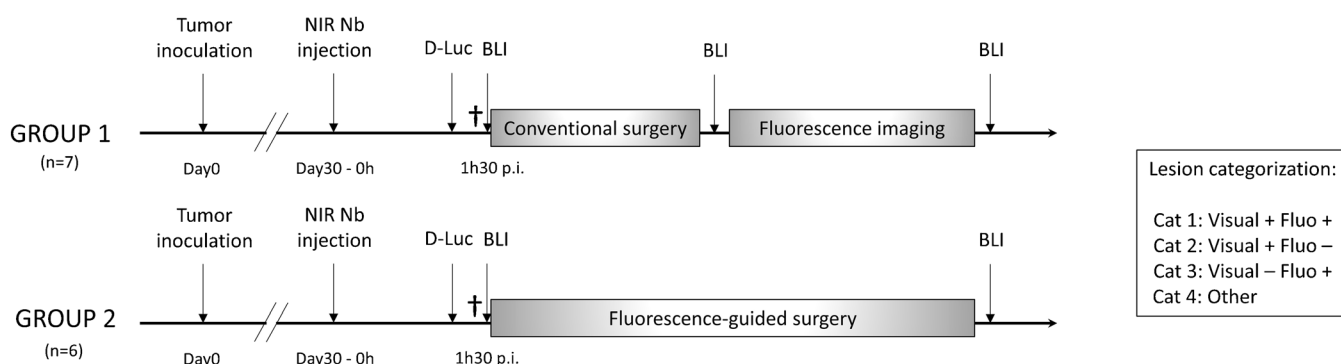 Tumor
inoculation
NIR Nb
injection
D-Luc
BLI
BLI
BLI
†
GROUP 1
(n=7)
Conventional surgery
Fluorescence imaging
Day0
Day30 - 0h
1h30 p.i.
Tumor
inoculation
NIR Nb
injection
D-Luc
BLI
BLI
†
GROUP 2
(n=6)
Fluorescence-guided surgery
Day0
Day30 - 0h
1h30 p.i.
Lesion categorization:
Cat 1: Visual + Fluo +
Cat 2: Visual + Fluo –
Cat 3: Visual – Fluo +
Cat 4: Other